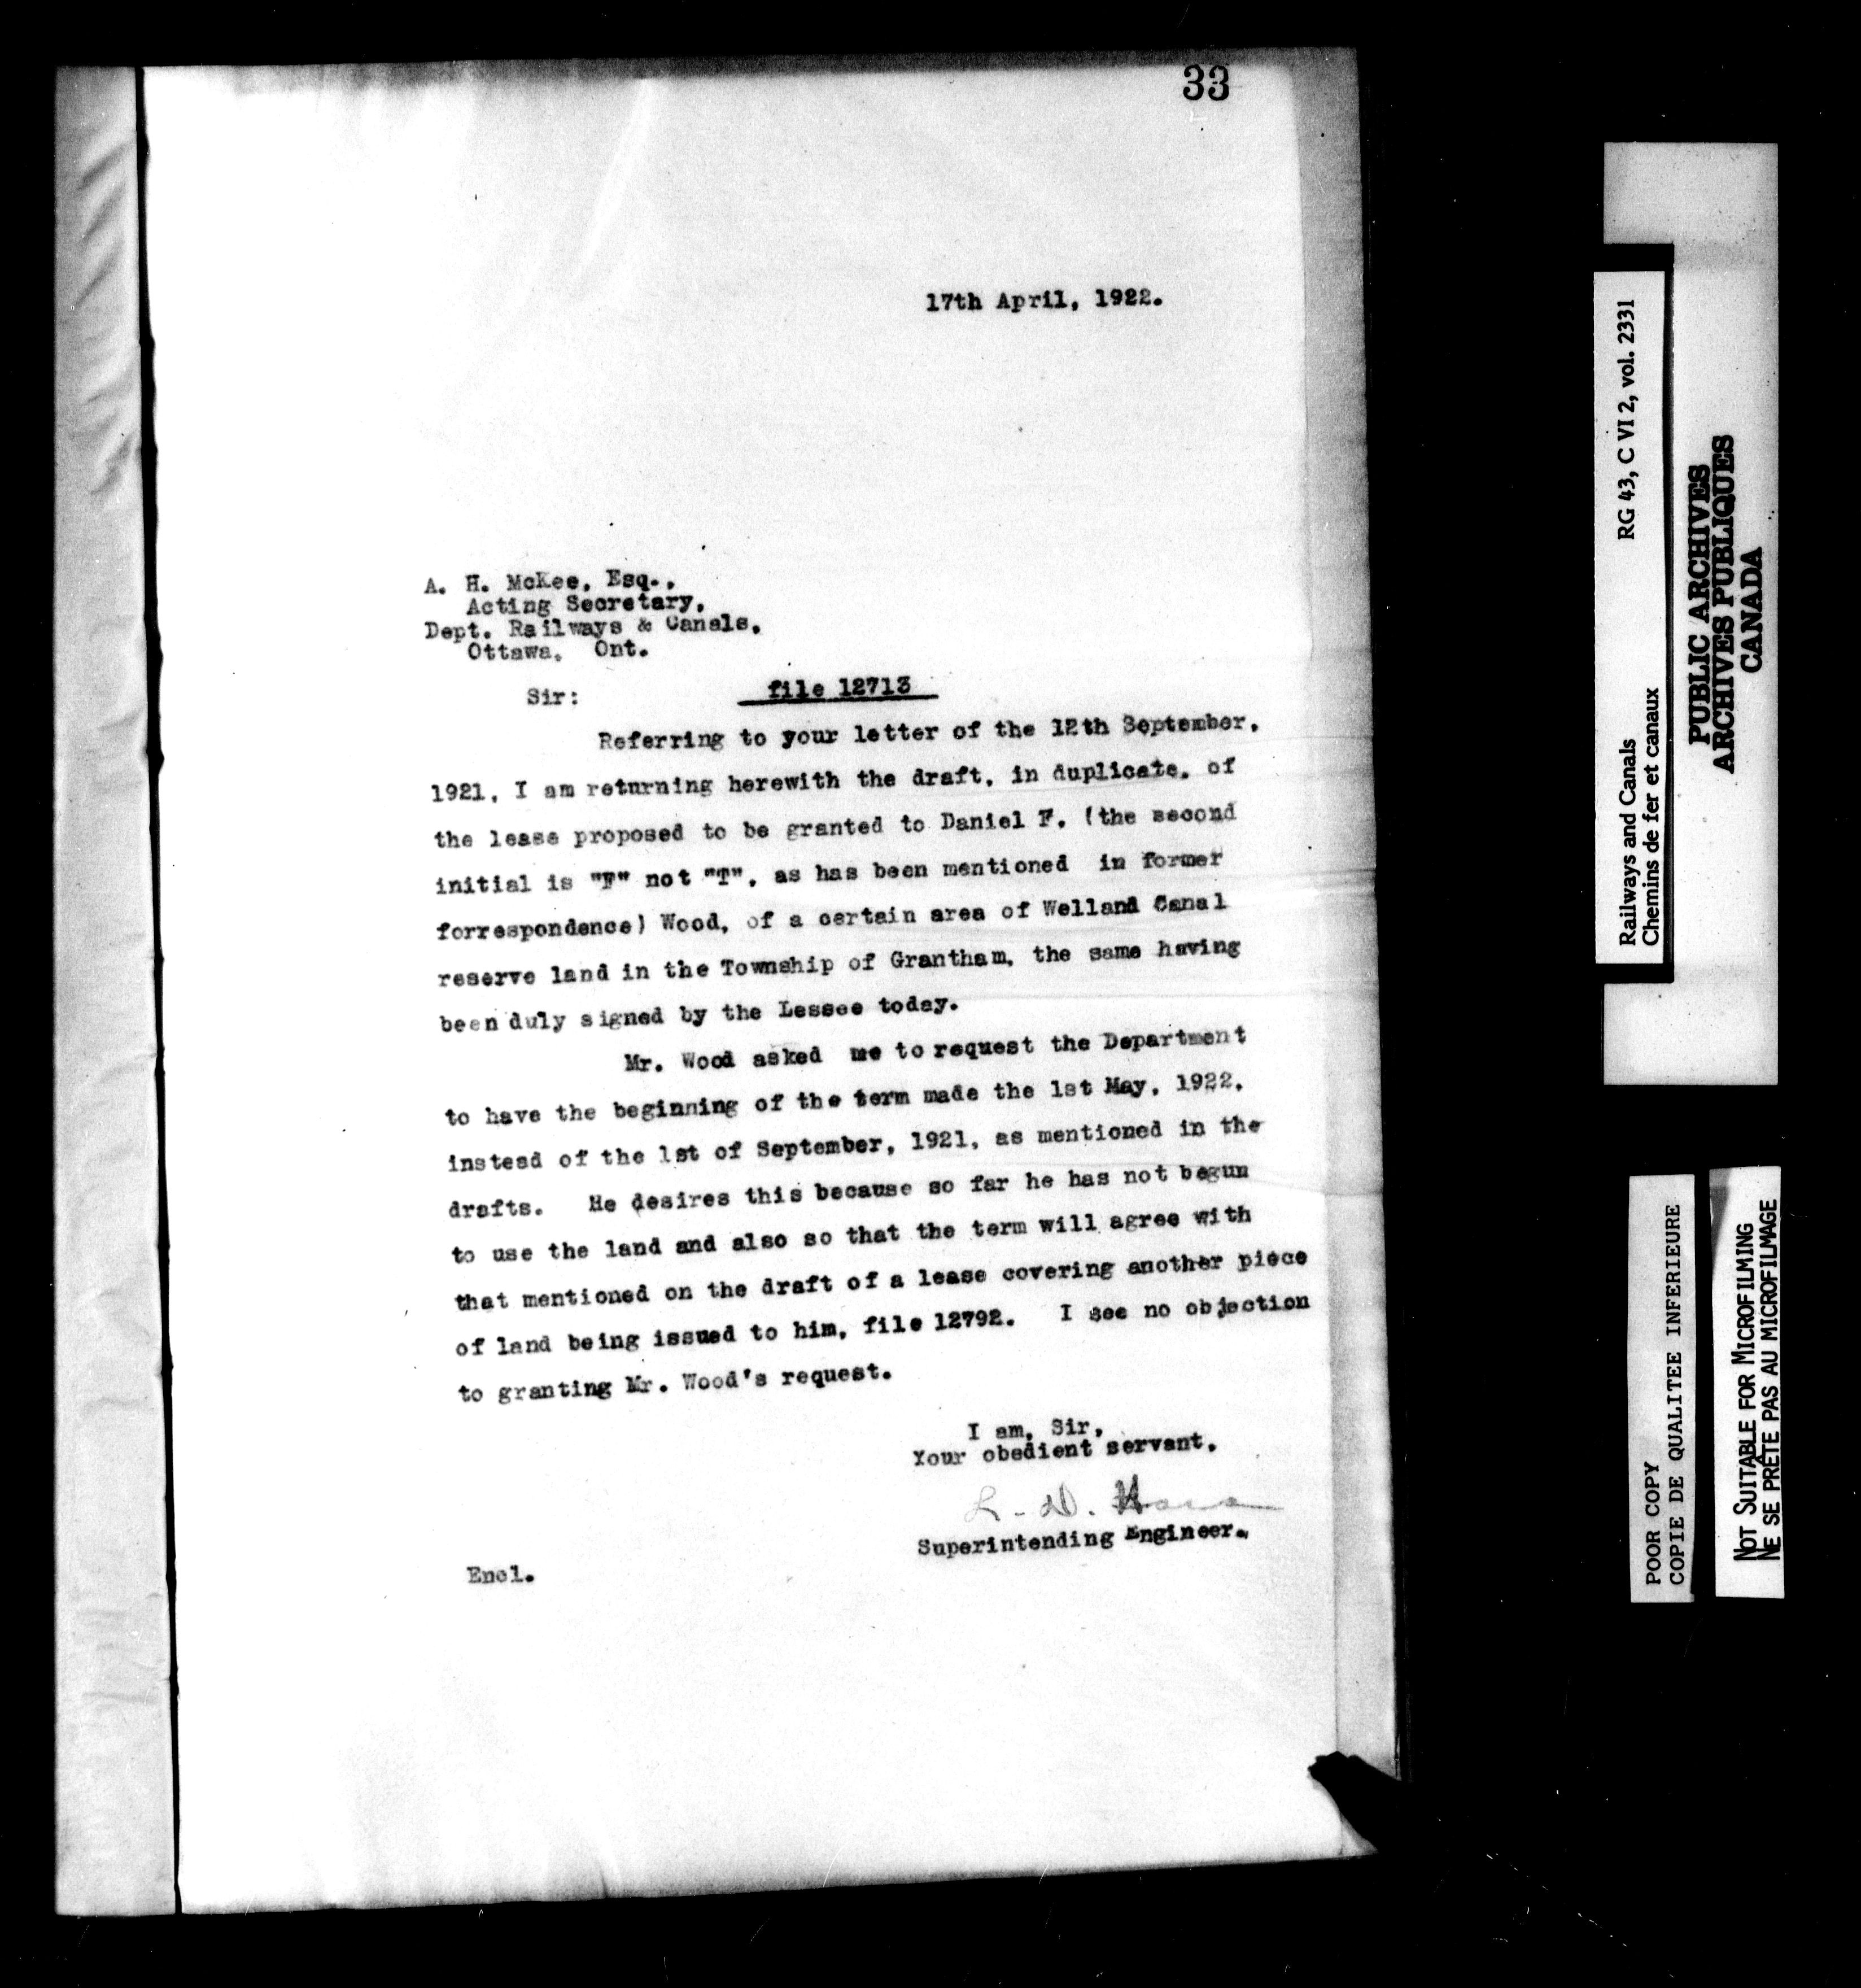 33
17th April, 1922.
A. H. McKee, Esq.,
Acting Secretary,
Dept. Railways & Canals,
Ottawa, Ont.
Sir: file 12713
Referring to your letter of the 12th September,
1921, I am returning herewith the draft, in duplicate, of
the lease proposed to be granted to Daniel F. (the second
initial is "F" not "T", as has been mentioned in former
forrespondence) Wood, of a certain area of Welland Canal
reserve land in the Township of Grantham, the same having
been duly signed by the Lessee today.
Mr. Wood asked me to request the Department
to have the beginning of the term made the 1st May, 1922,
instead of the 1st of September, 1921, as mentioned in the
drafts. He desires this because so far he has not begun
to use the land and also so that the term will agree with
that mentioned on the draft of a lease covering another piece
of land being issued to him, file 12792. I see no objection
to granting Mr. Wood's request.
I am, Sir,
Your obedient servant,
L. D. Hara
Superintending Engineer.
Encl.
Railways and Canals RG 43, C VI 2, vol. 2331
Chemins de fer et canaux
PUBLIC ARCHIVES
ARCHIVES PUBLIQUES
CANADA
POOR COPY
COPIE DE QUALITEE INFERIEURE
NOT SUITABLE FOR MICROFILMING
NE SE PRÊTE PAS AU MICROFILMAGE